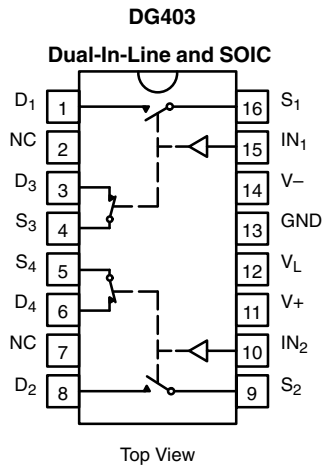 DG403
Dual-In-Line and SOIC
D1 1 16 S1
NC 2 15 IN1
D3 3 14 V–
S3 4 13 GND
S4 5 12 VL
D4 6 11 V+
NC 7 10 IN2
D2 8 9 S2
Top View